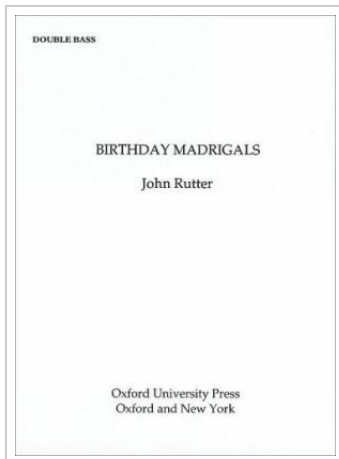 DOUBLE BASS
BIRTHDAY MADRIGALS
John Rutter
Oxford University Press
Oxford and New York